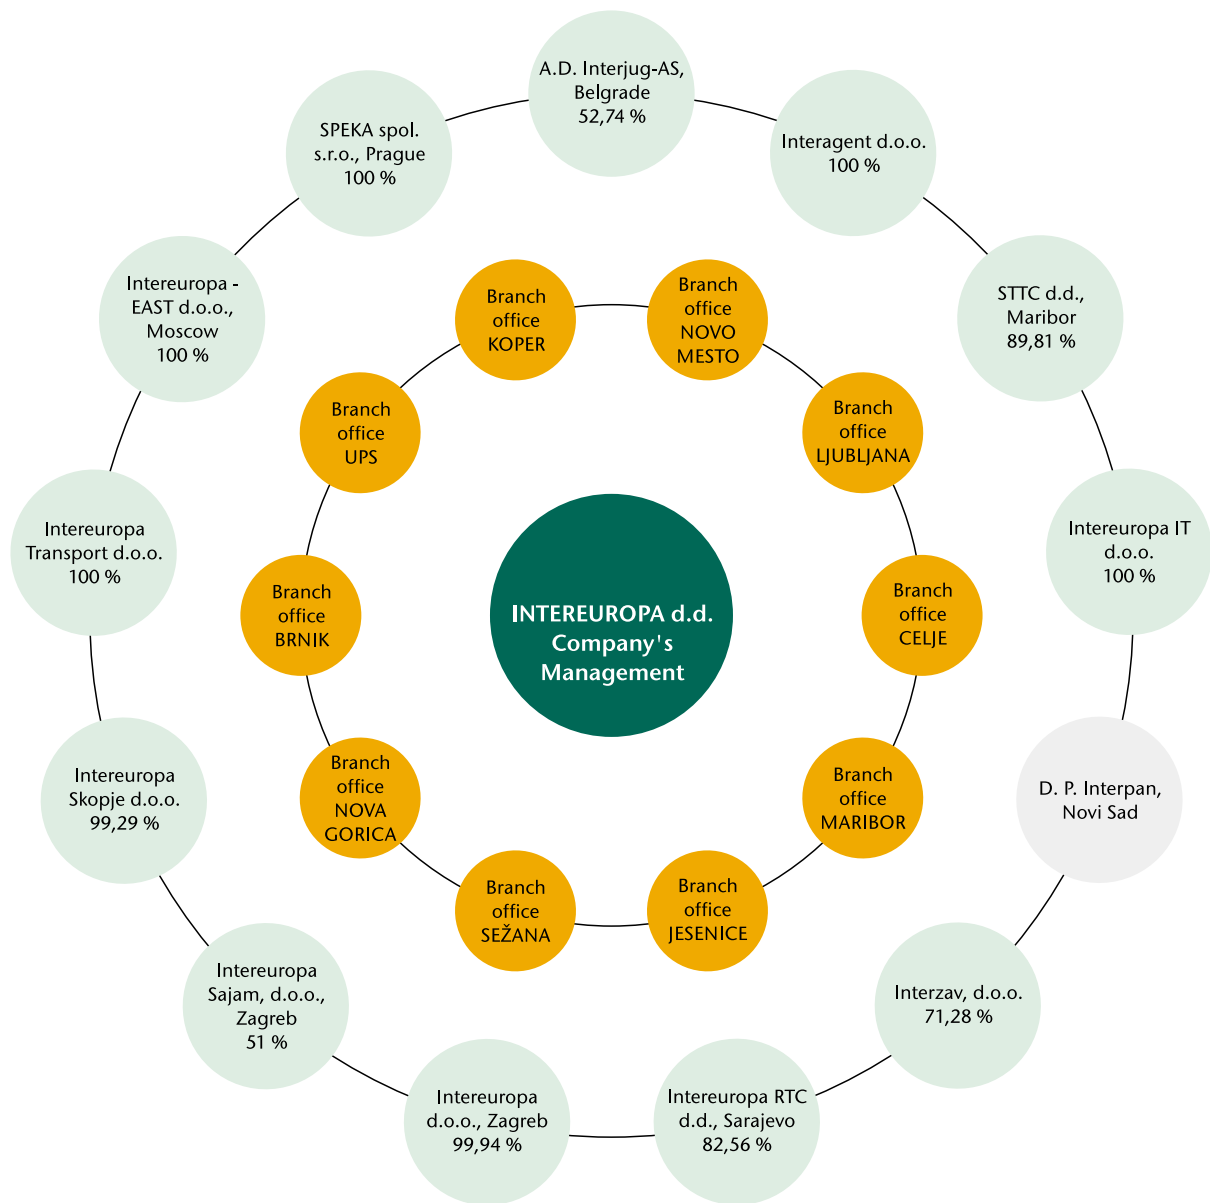 A.D. Interjug-AS,
Belgrade
52,74 %
Interagent d.o.o.
100 %
STTC d.d.,
Maribor
89,81 %
Intereuropa IT
d.o.o.
100 %
D. P. Interpan,
Novi Sad
Interzav, d.o.o.
71,28 %
Intereuropa RTC
d.d., Sarajevo
82,56 %
Intereuropa
d.o.o., Zagreb
99,94 %
Intereuropa
Sajam, d.o.o.,
Zagreb
51 %
Intereuropa
Skopje d.o.o.
99,29 %
Intereuropa
Transport d.o.o.
100 %
Intereuropa -
EAST d.o.o.,
Moscow
100 %
SPEKA spol.
s.r.o., Prague
100 %
Branch
office
KOPER
Branch
office
NOVO
MESTO
Branch
office
LJUBLJANA
Branch
office
CELJE
Branch
office
MARIBOR
Branch
office
JESENICE
Branch
office
SEŽANA
Branch
office
NOVA
GORICA
Branch
office
BRNIK
Branch
office
UPS
INTEREUROPA d.d.
Company's
Management